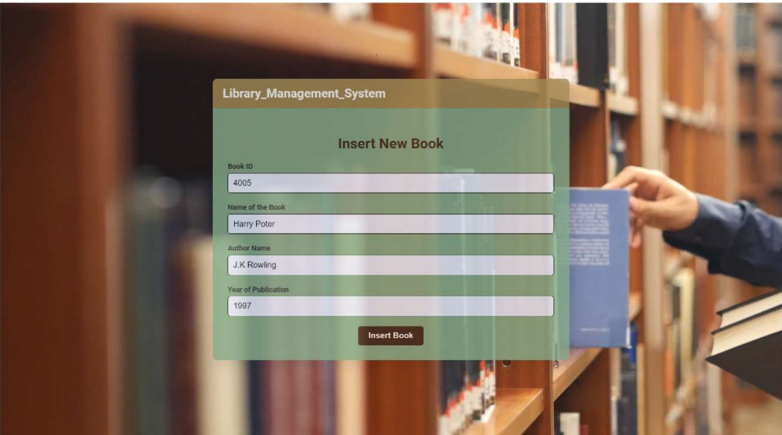 Library_Management_System
Insert New Book
Book ID
4005
Name of the Book
Harry Poter
Author Name
J.K Rowling
Year of Publication
1997
Insert Book